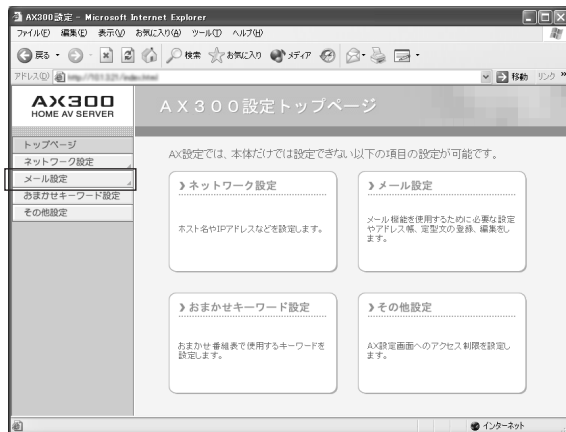 AX300設定 - Microsoft Internet Explorer
ファイル(F) 編集(E) 表示(V) お気に入り(A) ツール(T) ヘルプ(H)
戻る 検索 お気に入り メディア
アドレス(D) 移動 リンク »
AX300
HOME AV SERVER
AX300設定トップページ
トップページ
ネットワーク設定
メール設定
おまかせキーワード設定
その他設定
AX設定では、本体だけでは設定できない以下の項目の設定が可能です。
ネットワーク設定
ホスト名やIPアドレスなどを設定します。
メール設定
メール機能を使用するために必要な設定
やアドレス帳、定型文の登録、編集をし
ます。
おまかせキーワード設定
おまかせ番組表で使用するキーワードを
設定します。
その他設定
AX設定画面へのアクセス制限を設定し
ます。
インターネット